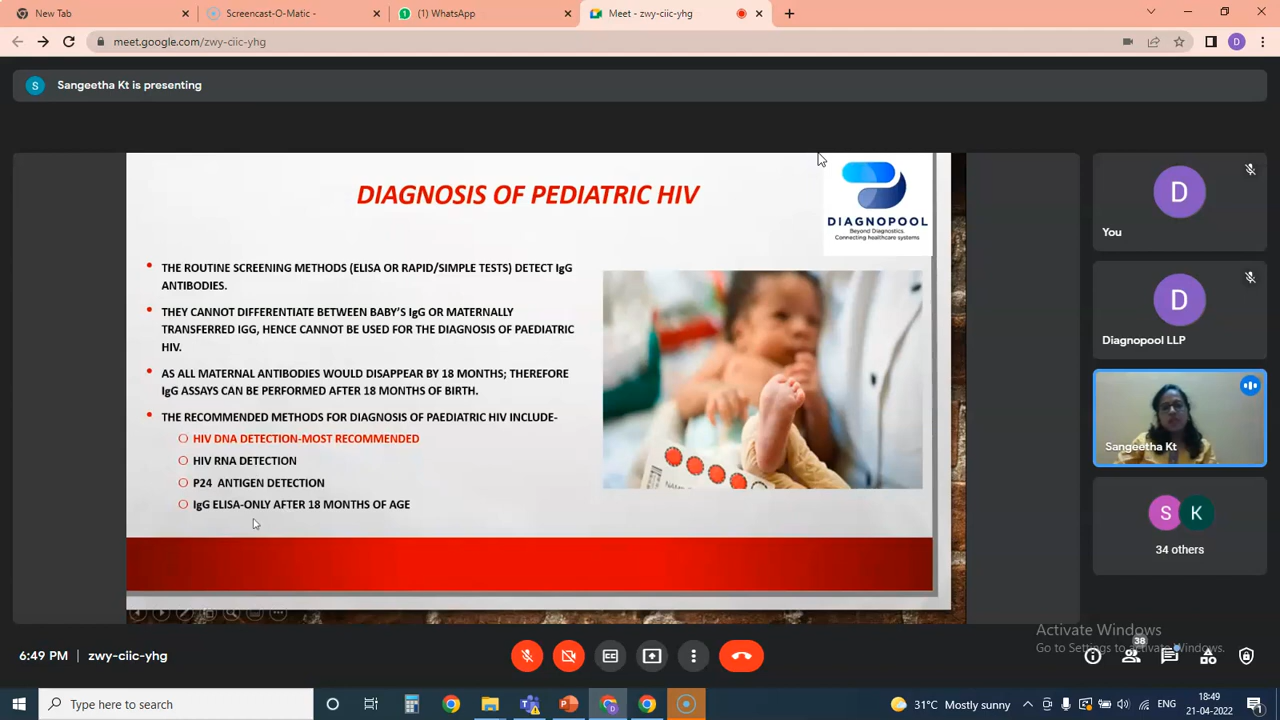 New Tab
Screencast-O-Matic
(1) WhatsApp
Meet - zwy-ciic-yhg
meet.google.com/zwy-ciic-yhg
D
S
Sangeetha Kt is presenting
DIAGNOSIS OF PEDIATRIC HIV
DIAGNOPOOL
Beyond Diagnostics.
Connecting healthcare systems
THE ROUTINE SCREENING METHODS (ELISA OR RAPID/SIMPLE TESTS) DETECT IgG
ANTIBODIES.
THEY CANNOT DIFFERENTIATE BETWEEN BABY'S IgG OR MATERNALLY
TRANSFERRED IGG, HENCE CANNOT BE USED FOR THE DIAGNOSIS OF PAEDIATRIC
HIV.
AS ALL MATERNAL ANTIBODIES WOULD DISAPPEAR BY 18 MONTHS; THEREFORE
IgG ASSAYS CAN BE PERFORMED AFTER 18 MONTHS OF BIRTH.
THE RECOMMENDED METHODS FOR DIAGNOSIS OF PAEDIATRIC HIV INCLUDE-
HIV DNA DETECTION-MOST RECOMMENDED
HIV RNA DETECTION
P24 ANTIGEN DETECTION
IgG ELISA-ONLY AFTER 18 MONTHS OF AGE
D
You
D
Diagnopool LLP
Sangeetha Kt
S K
34 others
Activate Windows
Go to Settings to activate Windows.
6:49 PM zwy-ciic-yhg
38
Type here to search
31°C Mostly sunny
ENG
18:49
21-04-2022